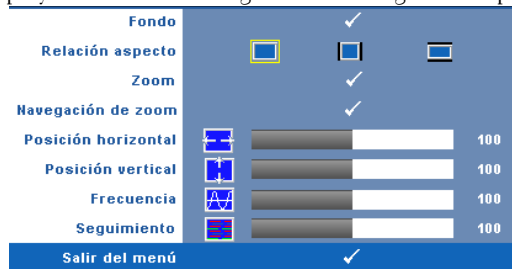 Fondo
Relación aspecto
Zoom
Navegación de zoom
Posición horizontal 100
Posición vertical 100
Frecuencia 100
Seguimiento 100
Salir del menú